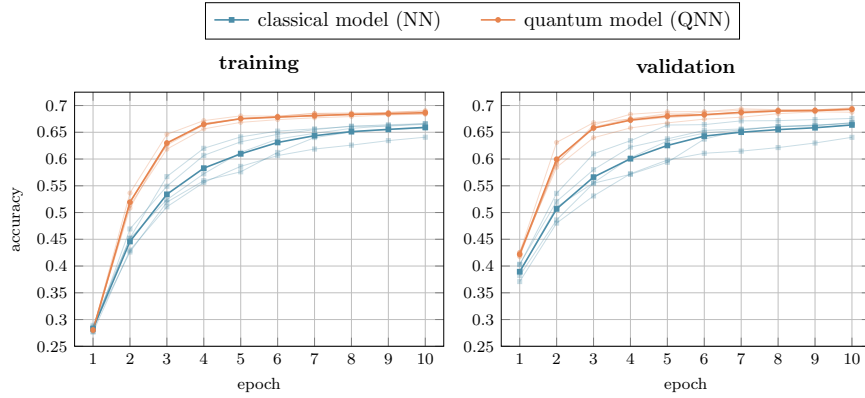 classical model (NN) quantum model (QNN)
training validation
accuracy
0.7
0.65
0.6
0.55
0.5
0.45
0.4
0.35
0.3
0.25
1 2 3 4 5 6 7 8 9 10
epoch
0.7
0.65
0.6
0.55
0.5
0.45
0.4
0.35
0.3
0.25
1 2 3 4 5 6 7 8 9 10
epoch